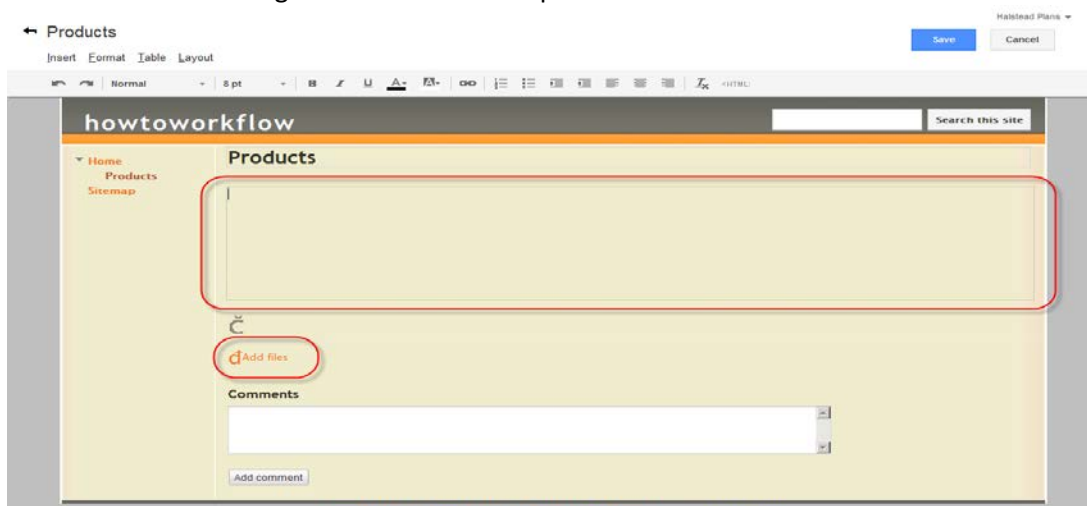 Halstead Plans
Products
Save Cancel
Insert Format Table Layout
Normal 8 pt B I U A A <HTML>
howtoworkflow
Search this site
Home
Products
Products
Sitemap
č
đ Add files
Comments
Add comment